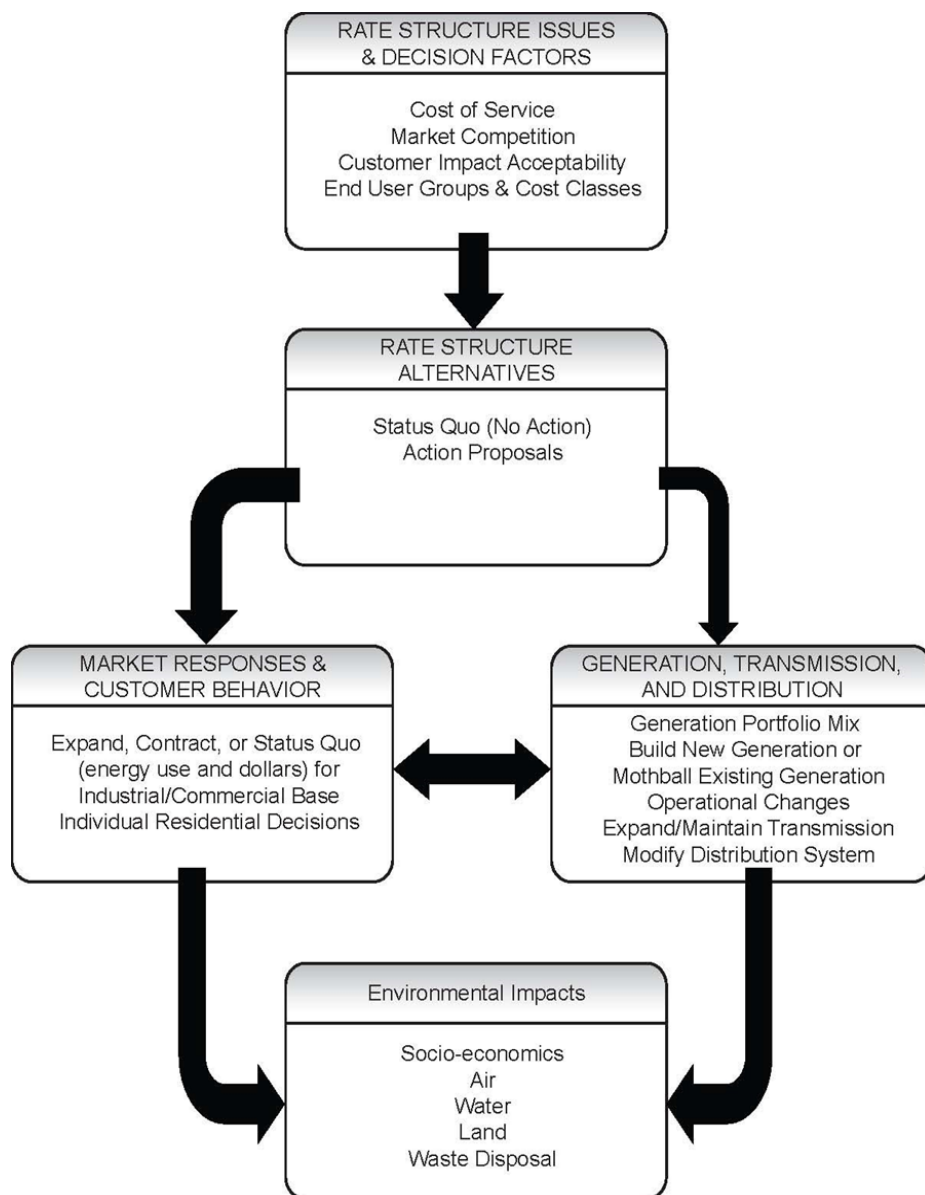 RATE STRUCTURE ISSUES
& DECISION FACTORS
Cost of Service
Market Competition
Customer Impact Acceptability
End User Groups & Cost Classes
RATE STRUCTURE
ALTERNATIVES
Status Quo (No Action)
Action Proposals
MARKET RESPONSES &
CUSTOMER BEHAVIOR
Expand, Contract, or Status Quo
(energy use and dollars) for
Industrial/Commercial Base
Individual Residential Decisions
GENERATION, TRANSMISSION,
AND DISTRIBUTION
Generation Portfolio Mix
Build New Generation or
Mothball Existing Generation
Operational Changes
Expand/Maintain Transmission
Modify Distribution System
Environmental Impacts
Socio-economics
Air
Water
Land
Waste Disposal